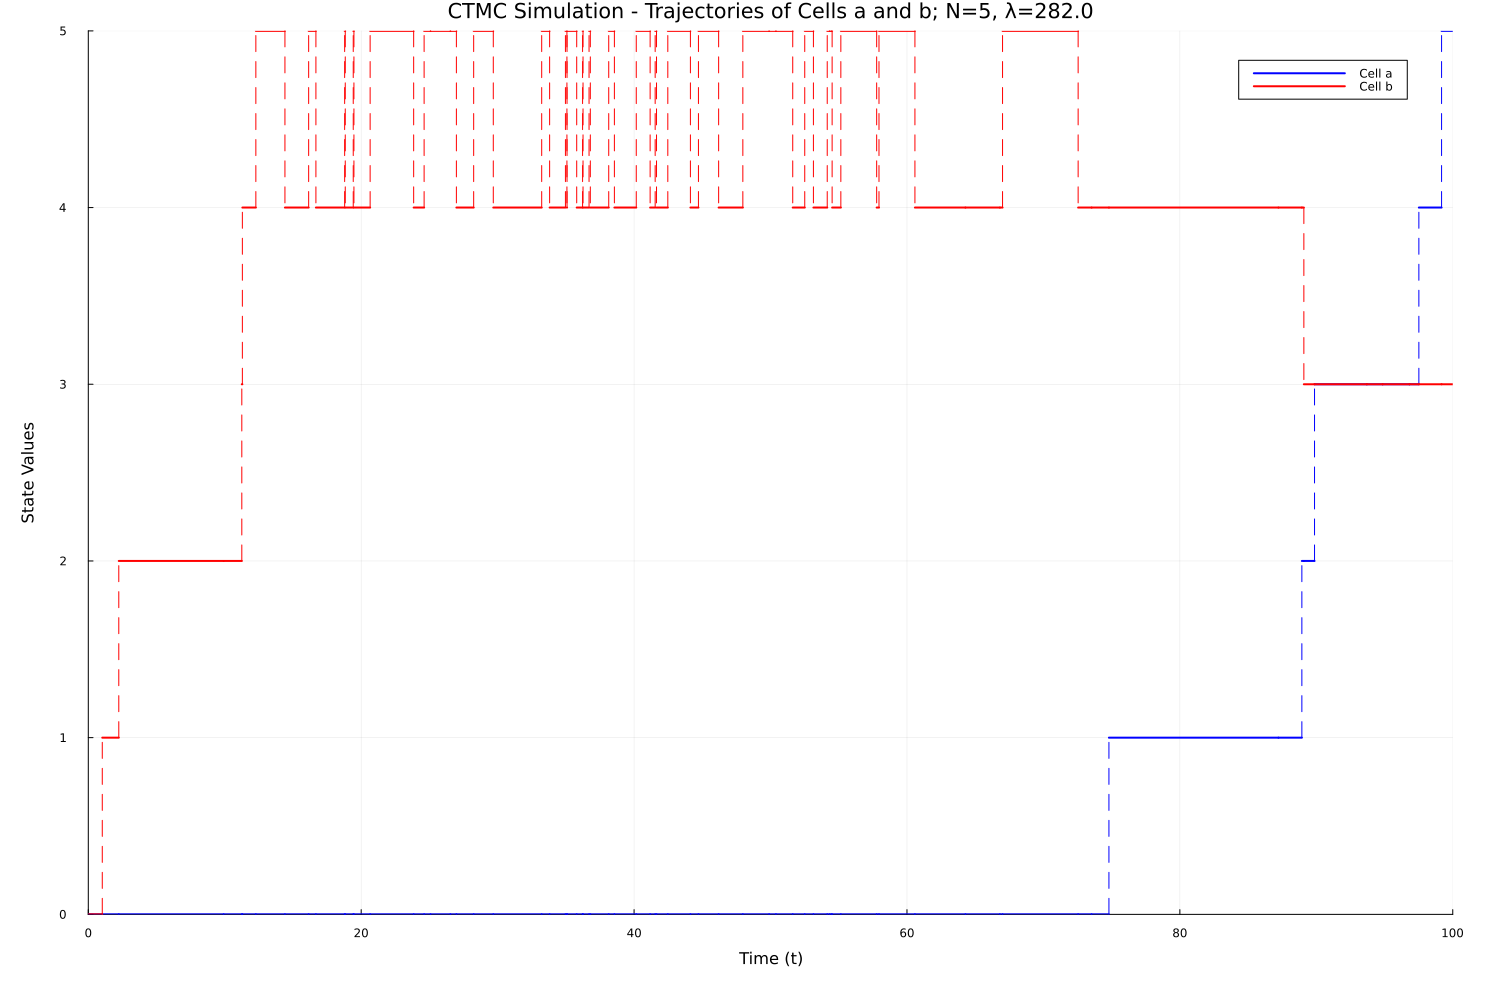 CTMC Simulation - Trajectories of Cells a and b; N=5, λ=282.0
5
Cell a
Cell b
4
3
State Values
2
1
0
0 20 40 60 80 100
Time (t)